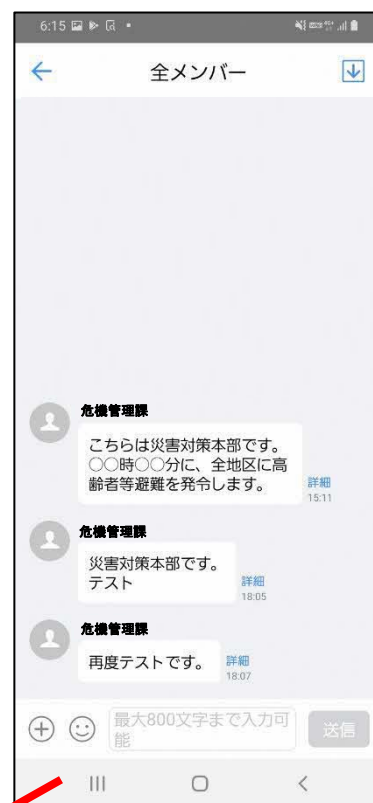 6:15
全メンバー
危機管理課
こちらは災害対策本部です。
〇〇時〇〇分に、全地区に高
齢者等避難を発令します。
詳細
15:11
危機管理課
災害対策本部です。
テスト
詳細
18:05
危機管理課
再度テストです。
詳細
18:07
最大800文字まで入力可
能
送信